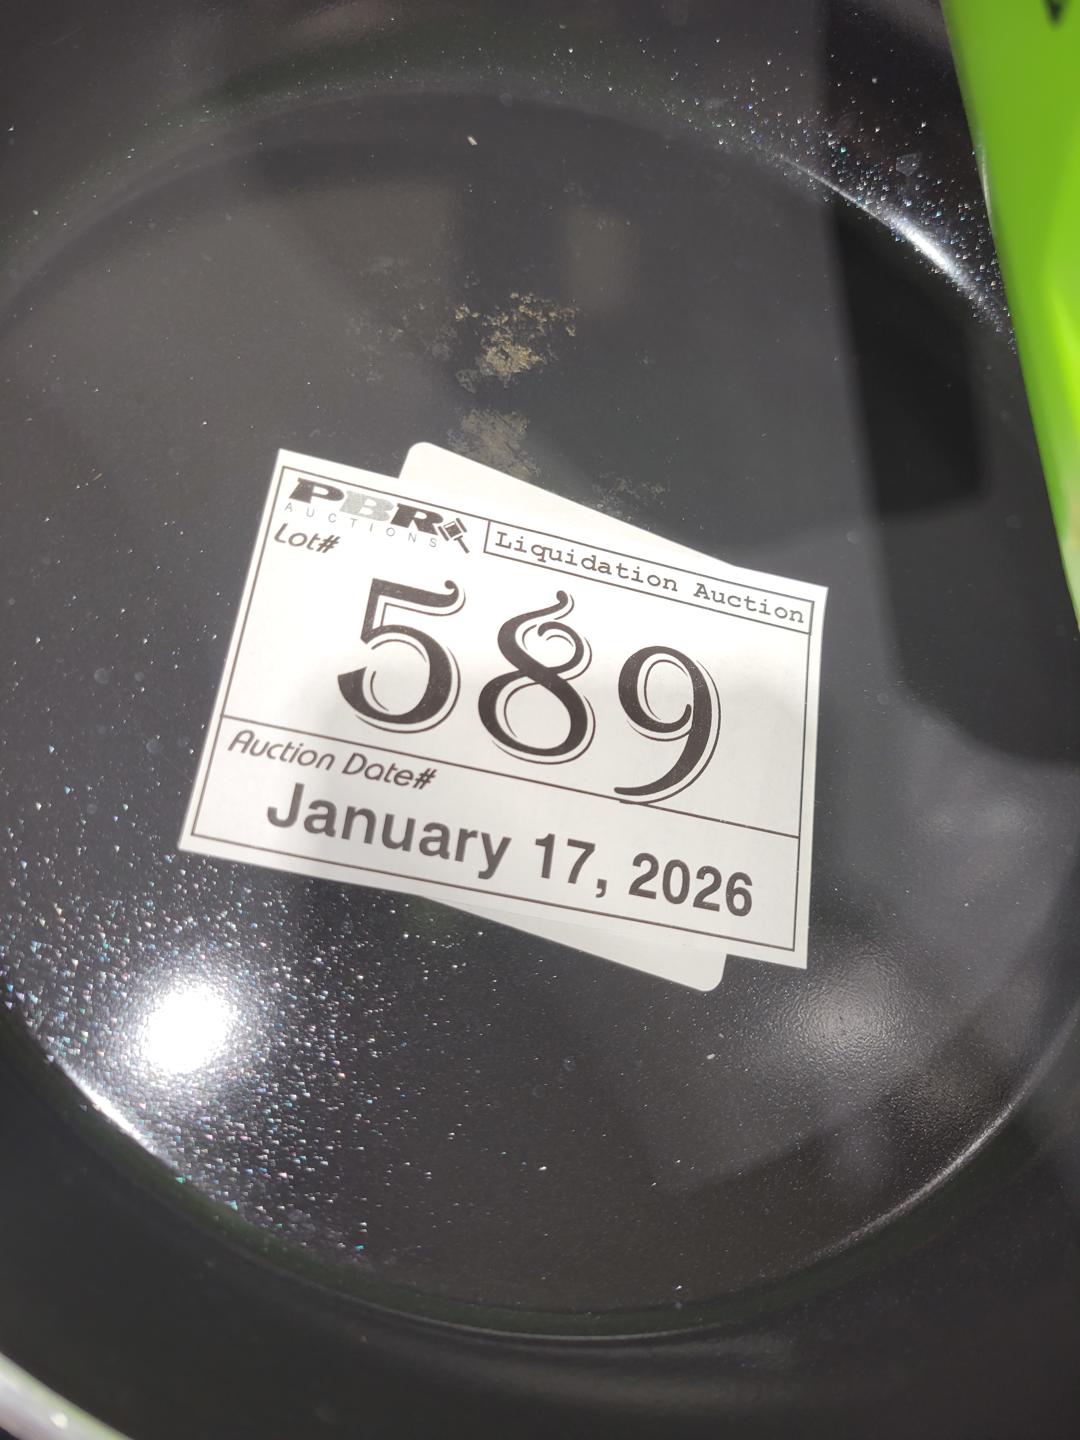 PBR
AUCTIONS
Liquidation Auction
Lot#
589
Auction Date#
January 17, 2026